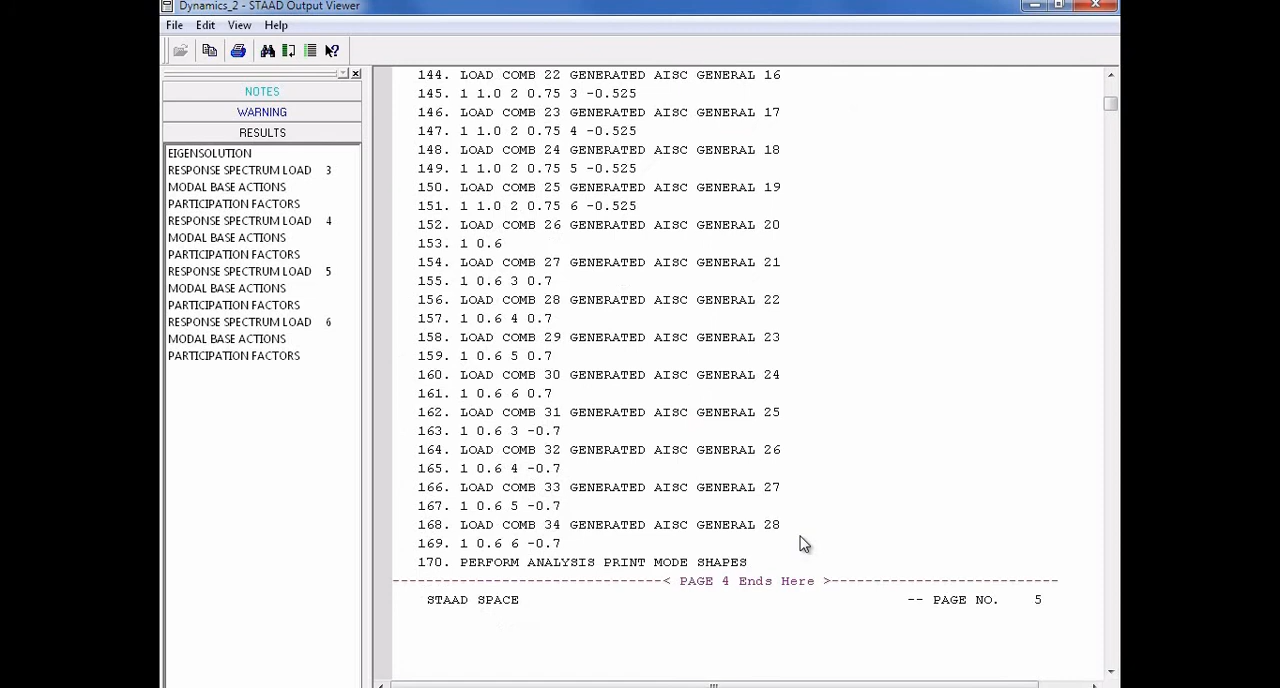 Dynamics_2 - STAAD Output Viewer
File Edit View Help
NOTES
WARNING
RESULTS
EIGENSOLUTION
RESPONSE SPECTRUM LOAD 3
MODAL BASE ACTIONS
PARTICIPATION FACTORS
RESPONSE SPECTRUM LOAD 4
MODAL BASE ACTIONS
PARTICIPATION FACTORS
RESPONSE SPECTRUM LOAD 5
MODAL BASE ACTIONS
PARTICIPATION FACTORS
RESPONSE SPECTRUM LOAD 6
MODAL BASE ACTIONS
PARTICIPATION FACTORS
144. LOAD COMB 22 GENERATED AISC GENERAL 16
145. 1 1.0 2 0.75 3 -0.525
146. LOAD COMB 23 GENERATED AISC GENERAL 17
147. 1 1.0 2 0.75 4 -0.525
148. LOAD COMB 24 GENERATED AISC GENERAL 18
149. 1 1.0 2 0.75 5 -0.525
150. LOAD COMB 25 GENERATED AISC GENERAL 19
151. 1 1.0 2 0.75 6 -0.525
152. LOAD COMB 26 GENERATED AISC GENERAL 20
153. 1 0.6
154. LOAD COMB 27 GENERATED AISC GENERAL 21
155. 1 0.6 3 0.7
156. LOAD COMB 28 GENERATED AISC GENERAL 22
157. 1 0.6 4 0.7
158. LOAD COMB 29 GENERATED AISC GENERAL 23
159. 1 0.6 5 0.7
160. LOAD COMB 30 GENERATED AISC GENERAL 24
161. 1 0.6 6 0.7
162. LOAD COMB 31 GENERATED AISC GENERAL 25
163. 1 0.6 3 -0.7
164. LOAD COMB 32 GENERATED AISC GENERAL 26
165. 1 0.6 4 -0.7
166. LOAD COMB 33 GENERATED AISC GENERAL 27
167. 1 0.6 5 -0.7
168. LOAD COMB 34 GENERATED AISC GENERAL 28
169. 1 0.6 6 -0.7
170. PERFORM ANALYSIS PRINT MODE SHAPES
< PAGE 4 Ends Here >
STAAD SPACE -- PAGE NO. 5